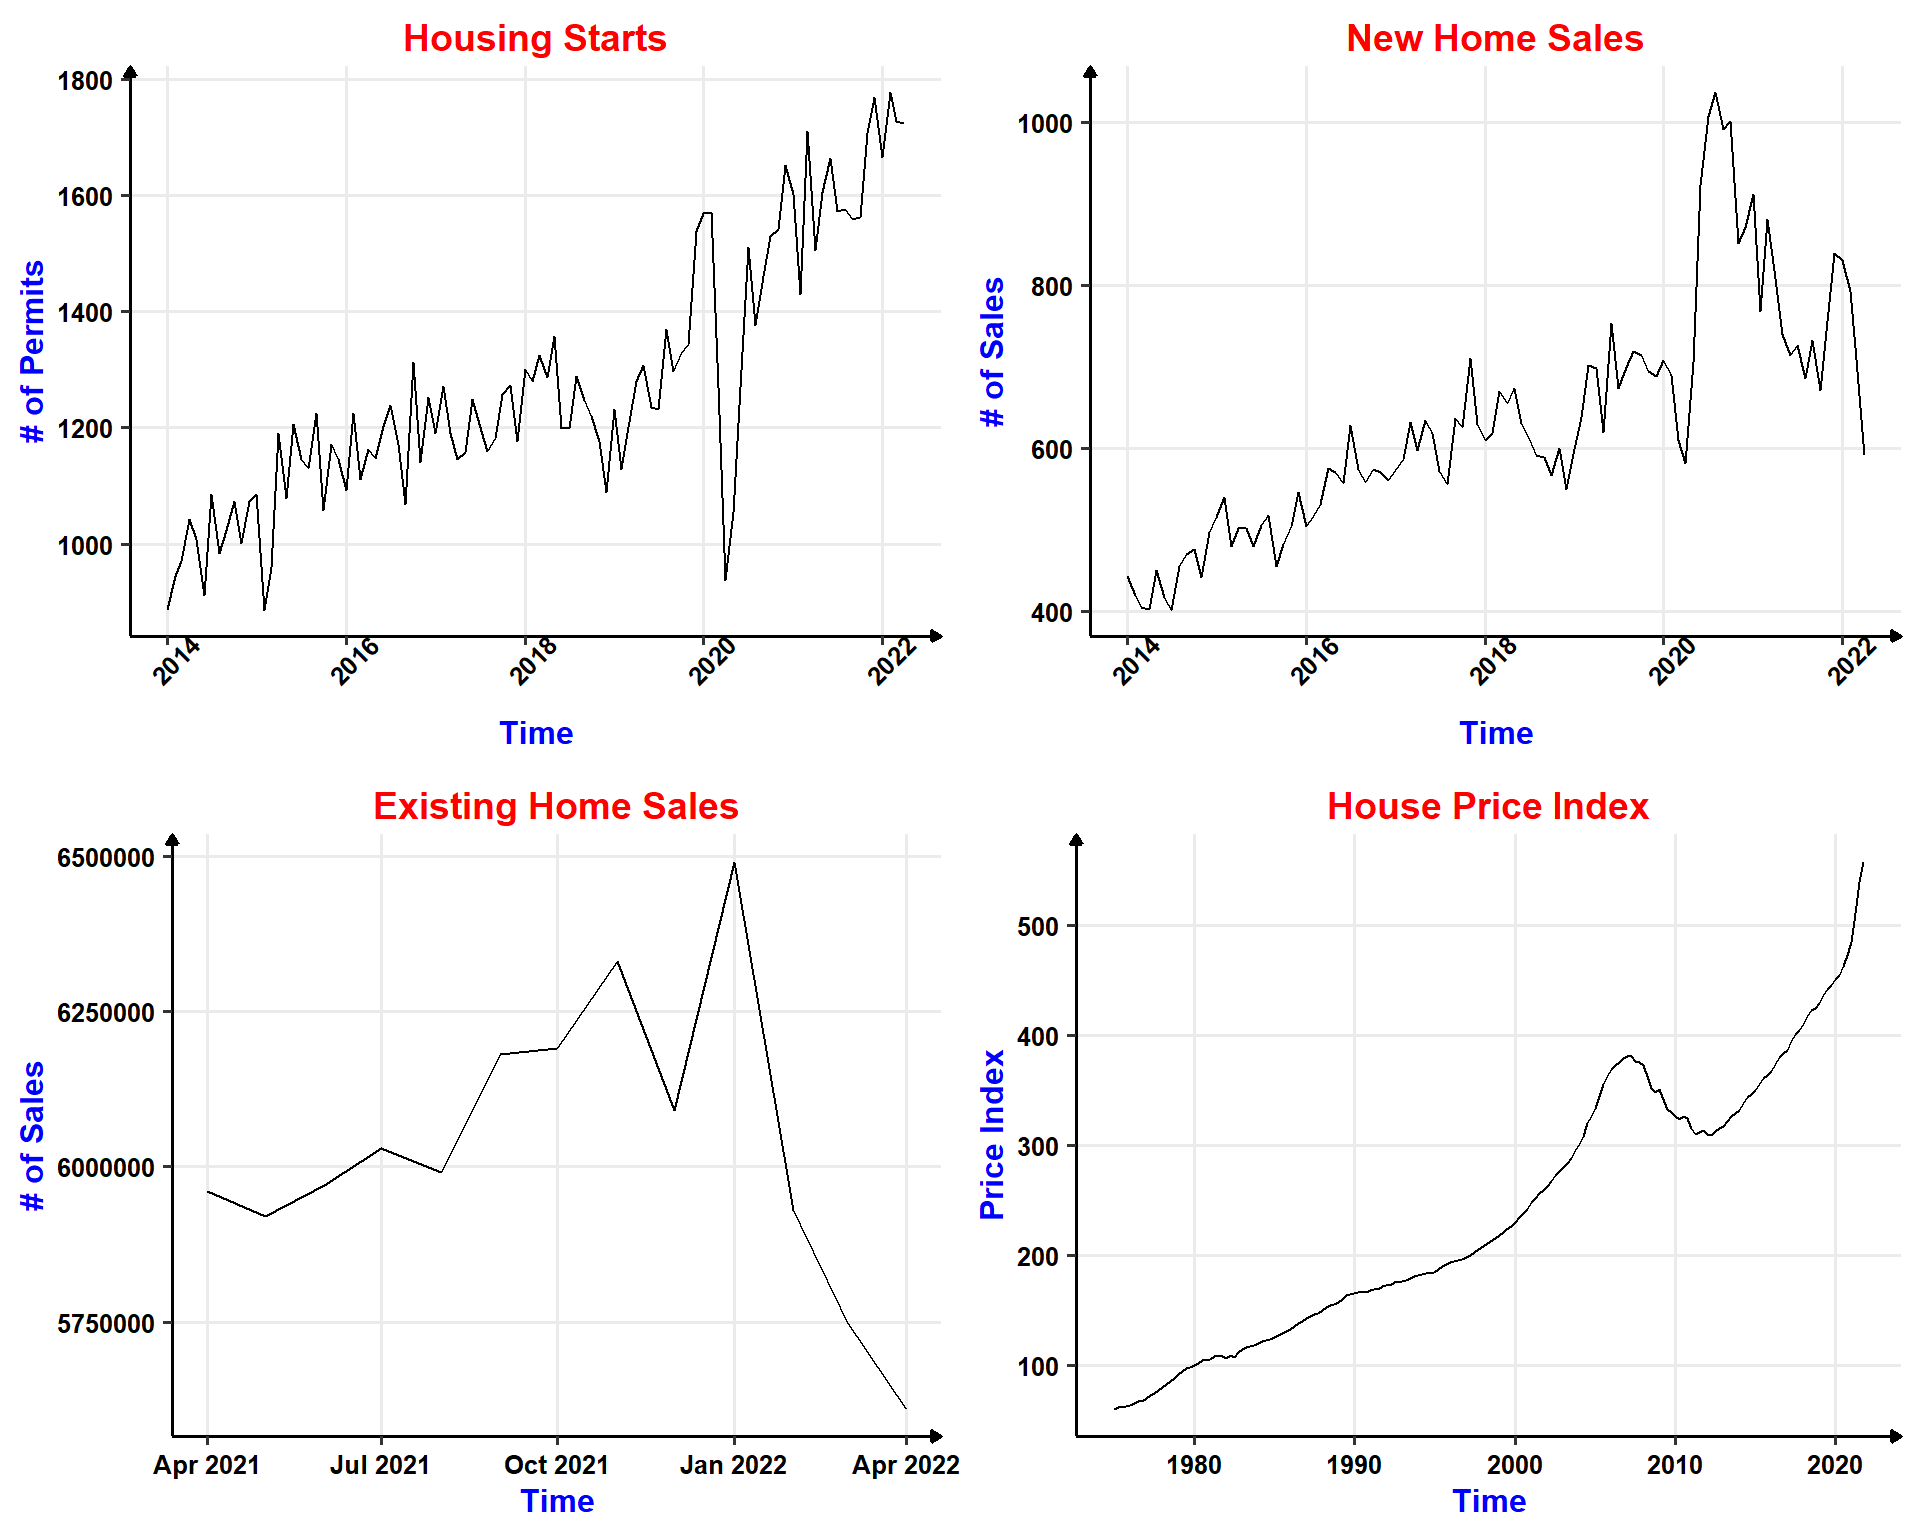 Housing Starts
# of Permits
1800
1600
1400
1200
1000
2014 2016 2018 2020 2022
Time
New Home Sales
# of Sales
1000
800
600
400
2014 2016 2018 2020 2022
Time
Existing Home Sales
# of Sales
6500000
6250000
6000000
5750000
Apr 2021 Jul 2021 Oct 2021 Jan 2022 Apr 2022
Time
House Price Index
Price Index
500
400
300
200
100
1980 1990 2000 2010 2020
Time